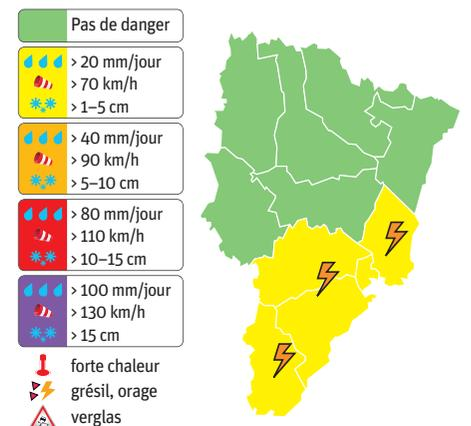 Pas de danger
> 20 mm/jour
> 70 km/h
> 1–5 cm
> 40 mm/jour
> 90 km/h
> 5–10 cm
> 80 mm/jour
> 110 km/h
> 10–15 cm
> 100 mm/jour
> 130 km/h
> 15 cm
forte chaleur
grésil, orage
verglas